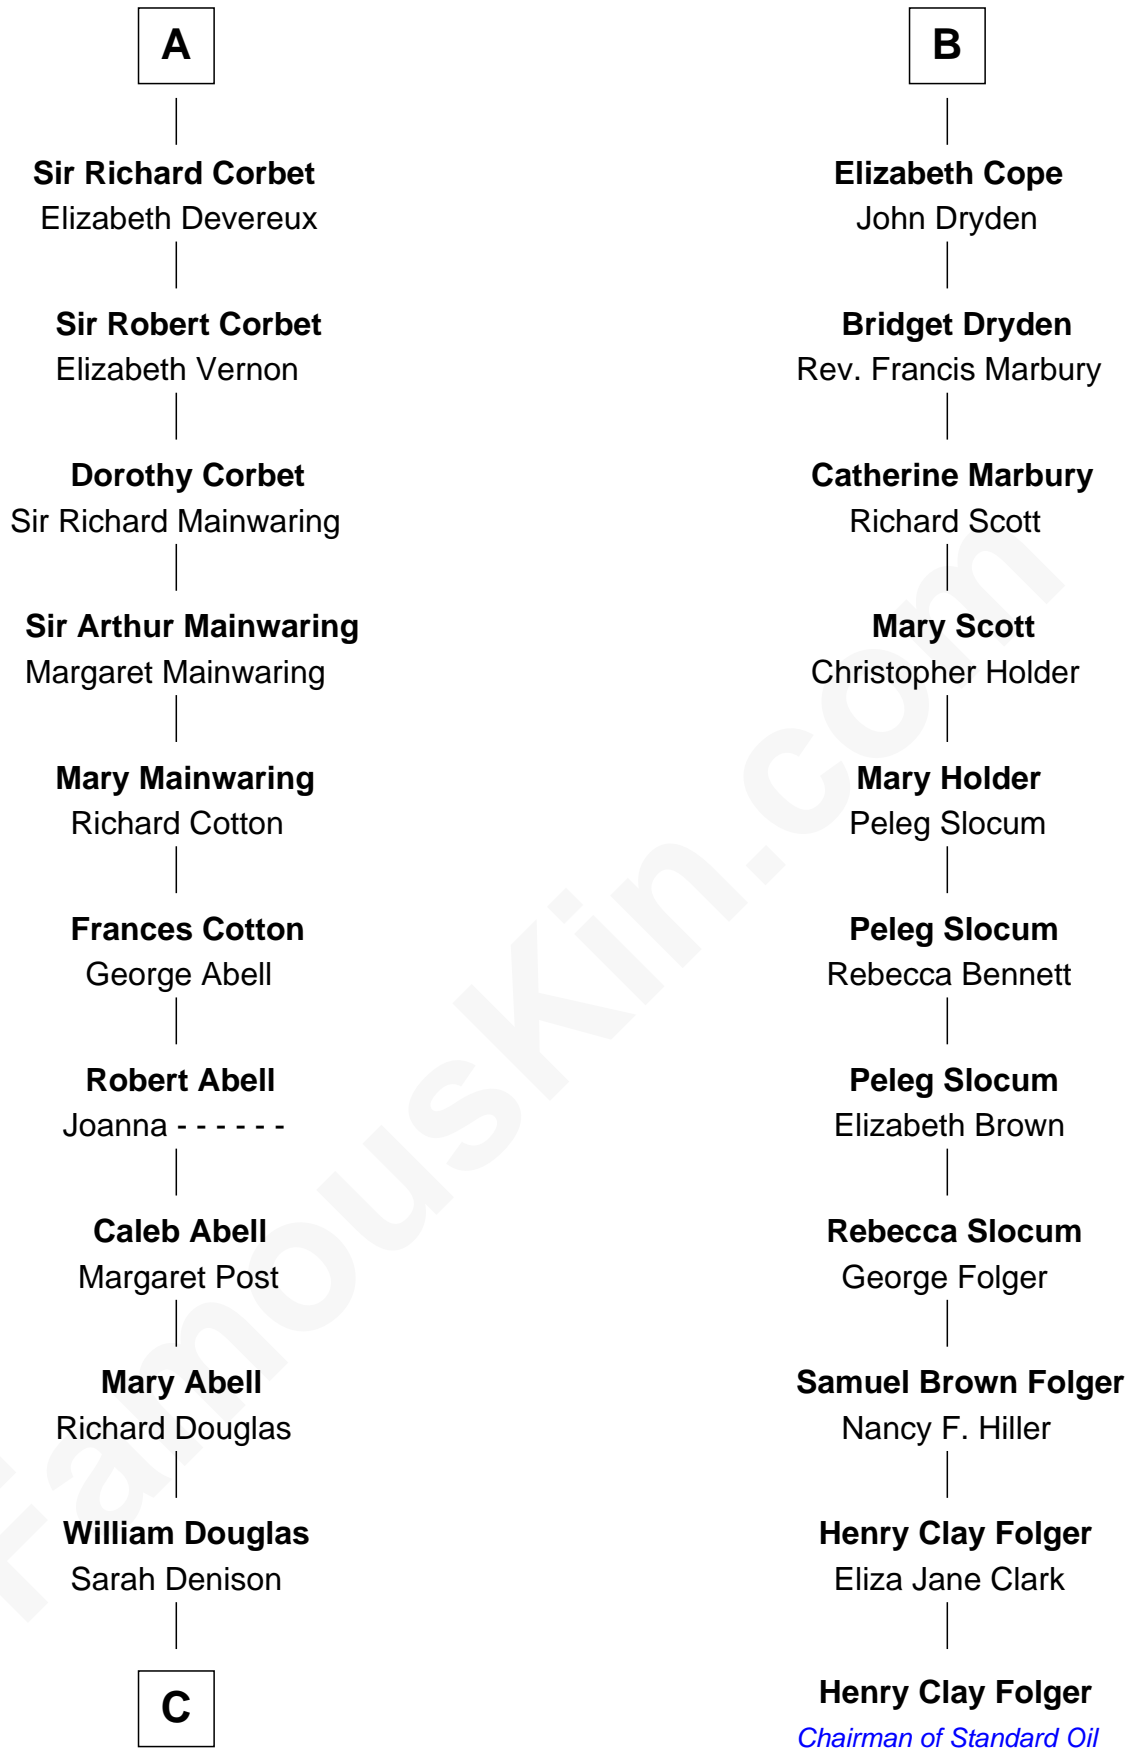 A
Sir Richard Corbet
Elizabeth Devereux
Sir Robert Corbet
Elizabeth Vernon
Dorothy Corbet
Sir Richard Mainwaring
Sir Arthur Mainwaring
Margaret Mainwaring
Mary Mainwaring
Richard Cotton
Frances Cotton
George Abell
Robert Abell
Joanna - - - - - -
Caleb Abell
Margaret Post
Mary Abell
Richard Douglas
William Douglas
Sarah Denison
C
B
Elizabeth Cope
John Dryden
Bridget Dryden
Rev. Francis Marbury
Catherine Marbury
Richard Scott
Mary Scott
Christopher Holder
Mary Holder
Peleg Slocum
Peleg Slocum
Rebecca Bennett
Peleg Slocum
Elizabeth Brown
Rebecca Slocum
George Folger
Samuel Brown Folger
Nancy F. Hiller
Henry Clay Folger
Eliza Jane Clark
Henry Clay Folger
Chairman of Standard Oil
FamousKin.com